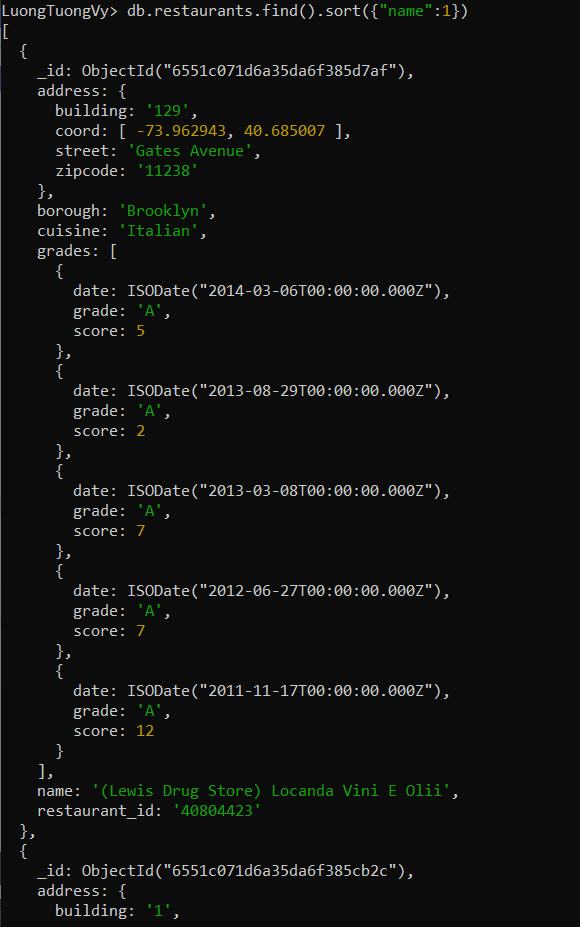 LuongTuongVy> db.restaurants.find().sort({"name":1})
[
  {
    _id: ObjectId("6551c071d6a35da6f385d7af"),
    address: {
      building: '129',
      coord: [ -73.962943, 40.685007 ],
      street: 'Gates Avenue',
      zipcode: '11238'
    },
    borough: 'Brooklyn',
    cuisine: 'Italian',
    grades: [
      {
        date: ISODate("2014-03-06T00:00:00.000Z"),
        grade: 'A',
        score: 5
      },
      {
        date: ISODate("2013-08-29T00:00:00.000Z"),
        grade: 'A',
        score: 2
      },
      {
        date: ISODate("2013-03-08T00:00:00.000Z"),
        grade: 'A',
        score: 7
      },
      {
        date: ISODate("2012-06-27T00:00:00.000Z"),
        grade: 'A',
        score: 7
      },
      {
        date: ISODate("2011-11-17T00:00:00.000Z"),
        grade: 'A',
        score: 12
      }
    ],
    name: '(Lewis Drug Store) Locanda Vini E Olii',
    restaurant_id: '40804423'
  },
  {
    _id: ObjectId("6551c071d6a35da6f385cb2c"),
    address: {
      building: '1',